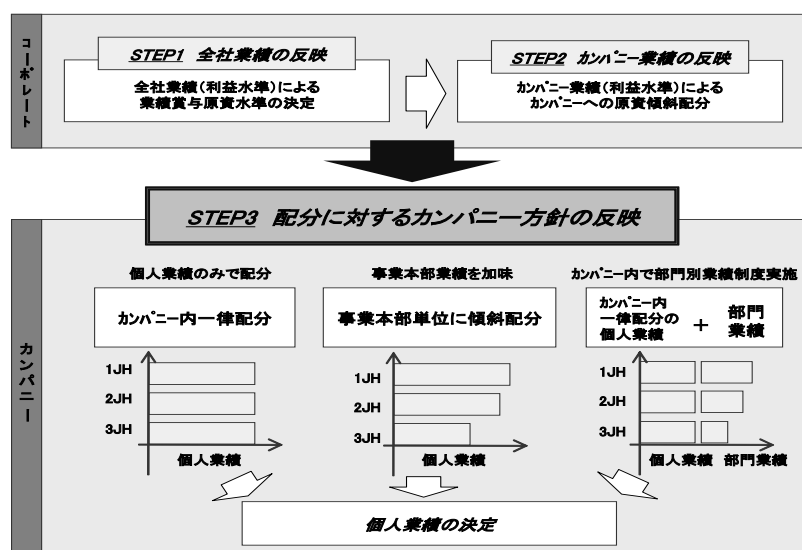 コーポレート
STEP1 全社業績の反映
全社業績(利益水準)による
業績賞与原資水準の決定
STEP2 カンパニー業績の反映
カンパニー業績(利益水準)による
カンパニーへの原資傾斜配分
STEP3 配分に対するカンパニー方針の反映
カンパニー
個人業績のみで配分
カンパニー内一律配分
1JH
2JH
3JH
個人業績
事業本部業績を加味
事業本部単位に傾斜配分
1JH
2JH
3JH
個人業績
カンパニー内で部門別業績制度実施
カンパニー内
一律配分の
個人業績
+
部門
業績
1JH
2JH
3JH
個人業績 部門業績
個人業績の決定